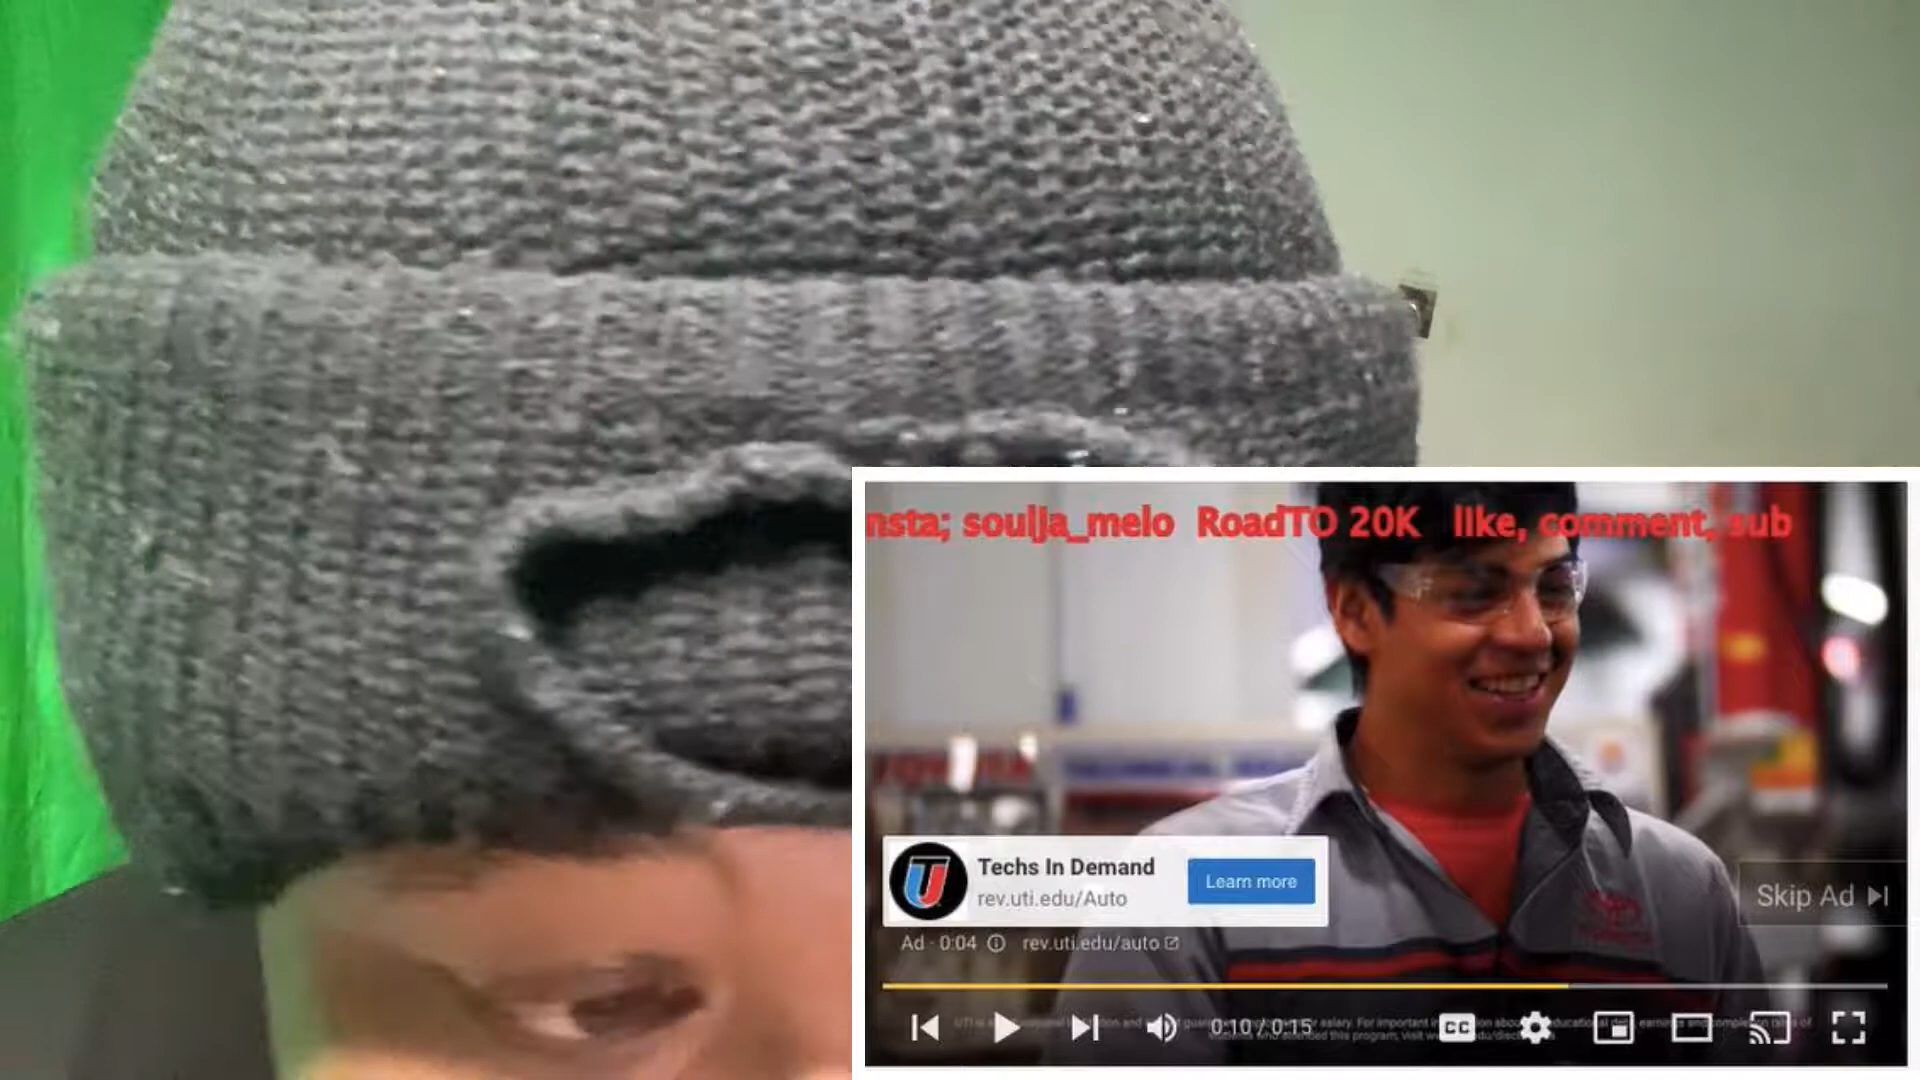 nsta; soulja_melo RoadTO 20K like, comment, sub
Techs In Demand
rev.uti.edu/Auto
Learn more
Skip Ad
Ad · 0:04 rev.uti.edu/auto
0:10 / 0:15
CC